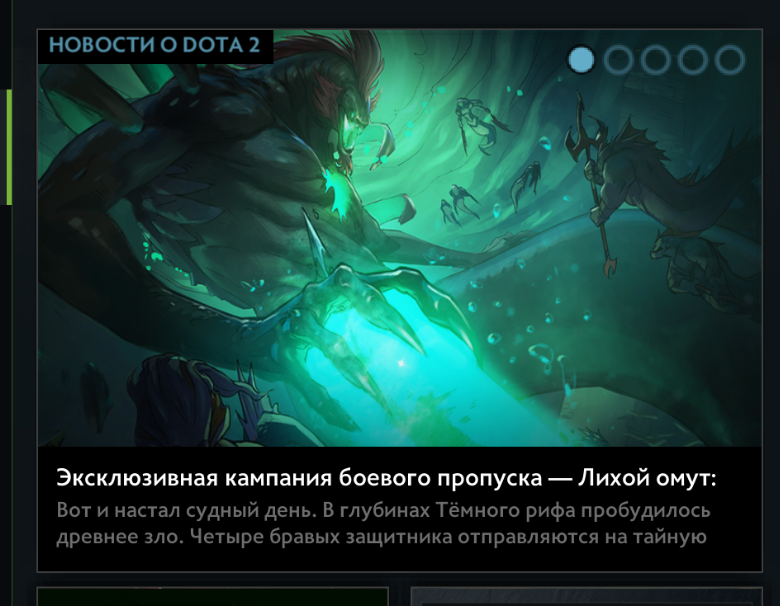 НОВОСТИ О DOTA 2
Эксклюзивная кампания боевого пропуска — Лихой омут:
Вот и настал судный день. В глубинах Тёмного рифа пробудилось
древнее зло. Четыре бравых защитника отправляются на тайную